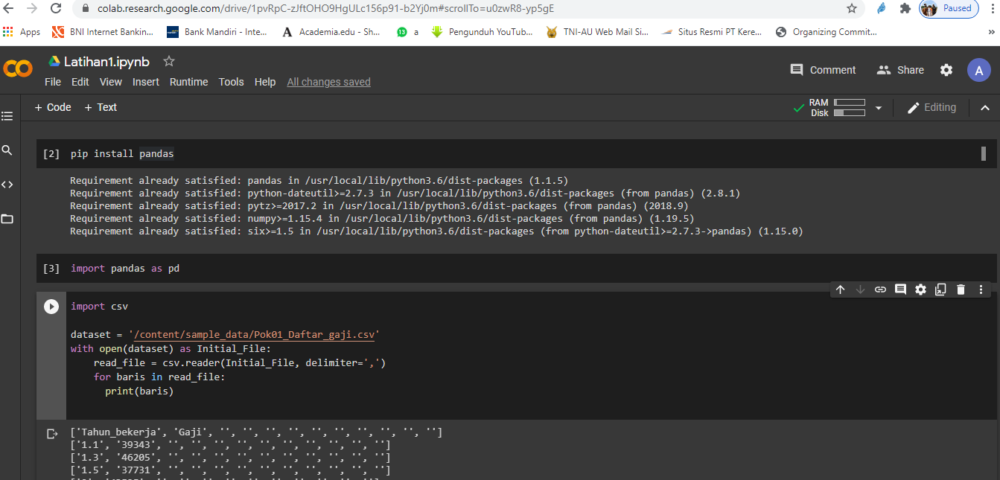 colab.research.google.com/drive/1pvRpC-zJftOHO9HgULc156p91-b2Yj0m#scrollTo=u0zwR8-yp5gE
Paused
Apps BNI Internet Bankin... Bank Mandiri - Inte... Academia.edu - Sh... 13 a Pengunduh YouTub... TNI-AU Web Mail Si... Situs Resmi PT Kere... Organizing Commit... »
Latihan1.ipynb
File Edit View Insert Runtime Tools Help All changes saved
Comment Share A
+ Code + Text
RAM
Disk
Editing
[2] pip install pandas
Requirement already satisfied: pandas in /usr/local/lib/python3.6/dist-packages (1.1.5)
Requirement already satisfied: python-dateutil>=2.7.3 in /usr/local/lib/python3.6/dist-packages (from pandas) (2.8.1)
Requirement already satisfied: pytz>=2017.2 in /usr/local/lib/python3.6/dist-packages (from pandas) (2018.9)
Requirement already satisfied: numpy>=1.15.4 in /usr/local/lib/python3.6/dist-packages (from pandas) (1.19.5)
Requirement already satisfied: six>=1.5 in /usr/local/lib/python3.6/dist-packages (from python-dateutil>=2.7.3->pandas) (1.15.0)
[3] import pandas as pd
import csv
dataset = '/content/sample_data/Pok01_Daftar_gaji.csv'
with open(dataset) as Initial_File:
read_file = csv.reader(Initial_File, delimiter=',')
for baris in read_file:
print(baris)
['Tahun_bekerja', 'Gaji', '', '', '', '', '', '', '', '', '', '']
['1.1', '39343', '', '', '', '', '', '', '', '', '', '']
['1.3', '46205', '', '', '', '', '', '', '', '', '', '']
['1.5', '37731', '', '', '', '', '', '', '', '', '', '']